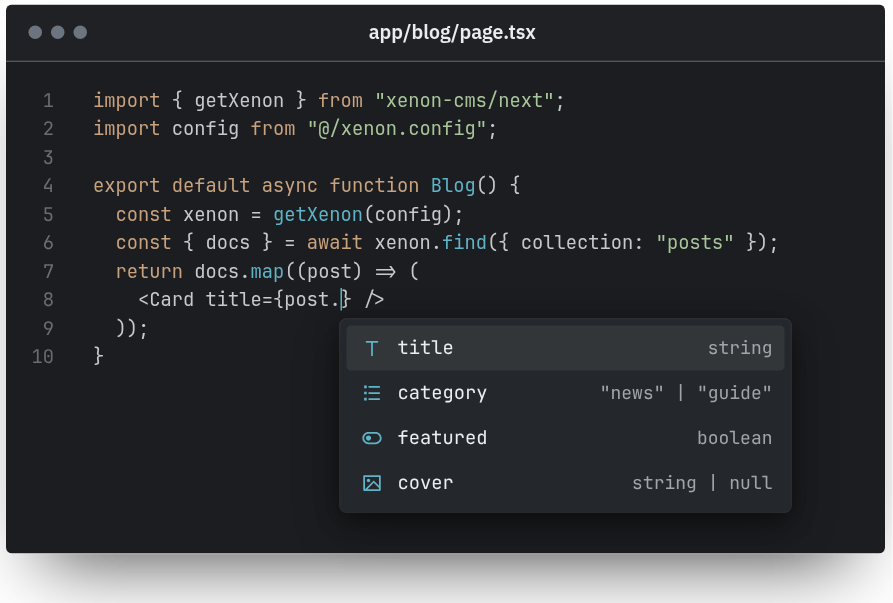 app/blog/page.tsx
1 import { getXenon } from "xenon-cms/next";
2 import config from "@/xenon.config";
3
4 export default async function Blog() {
5   const xenon = getXenon(config);
6   const { docs } = await xenon.find({ collection: "posts" });
7   return docs.map((post) => (
8     <Card title={post.} />
9   ));
10 }
title string
category "news" | "guide"
featured boolean
cover string | null